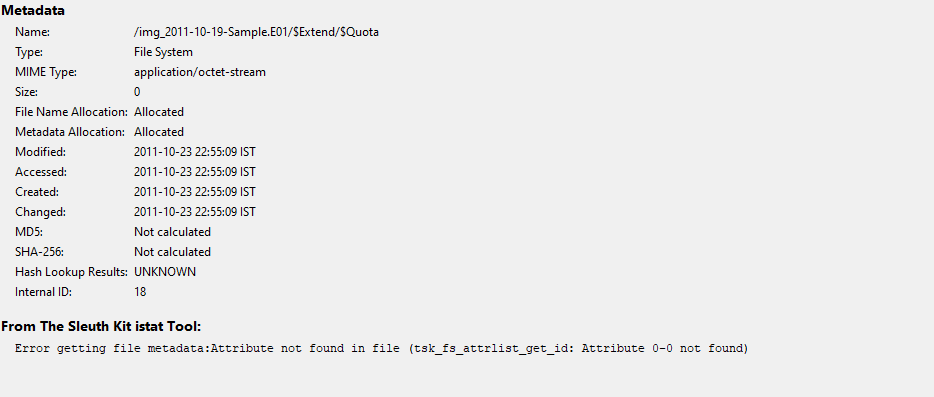 Metadata
Name: /img_2011-10-19-Sample.E01/$Extend/$Quota
Type: File System
MIME Type: application/octet-stream
Size: 0
File Name Allocation: Allocated
Metadata Allocation: Allocated
Modified: 2011-10-23 22:55:09 IST
Accessed: 2011-10-23 22:55:09 IST
Created: 2011-10-23 22:55:09 IST
Changed: 2011-10-23 22:55:09 IST
MD5: Not calculated
SHA-256: Not calculated
Hash Lookup Results: UNKNOWN
Internal ID: 18
From The Sleuth Kit istat Tool:
Error getting file metadata:Attribute not found in file (tsk_fs_attrlist_get_id: Attribute 0-0 not found)